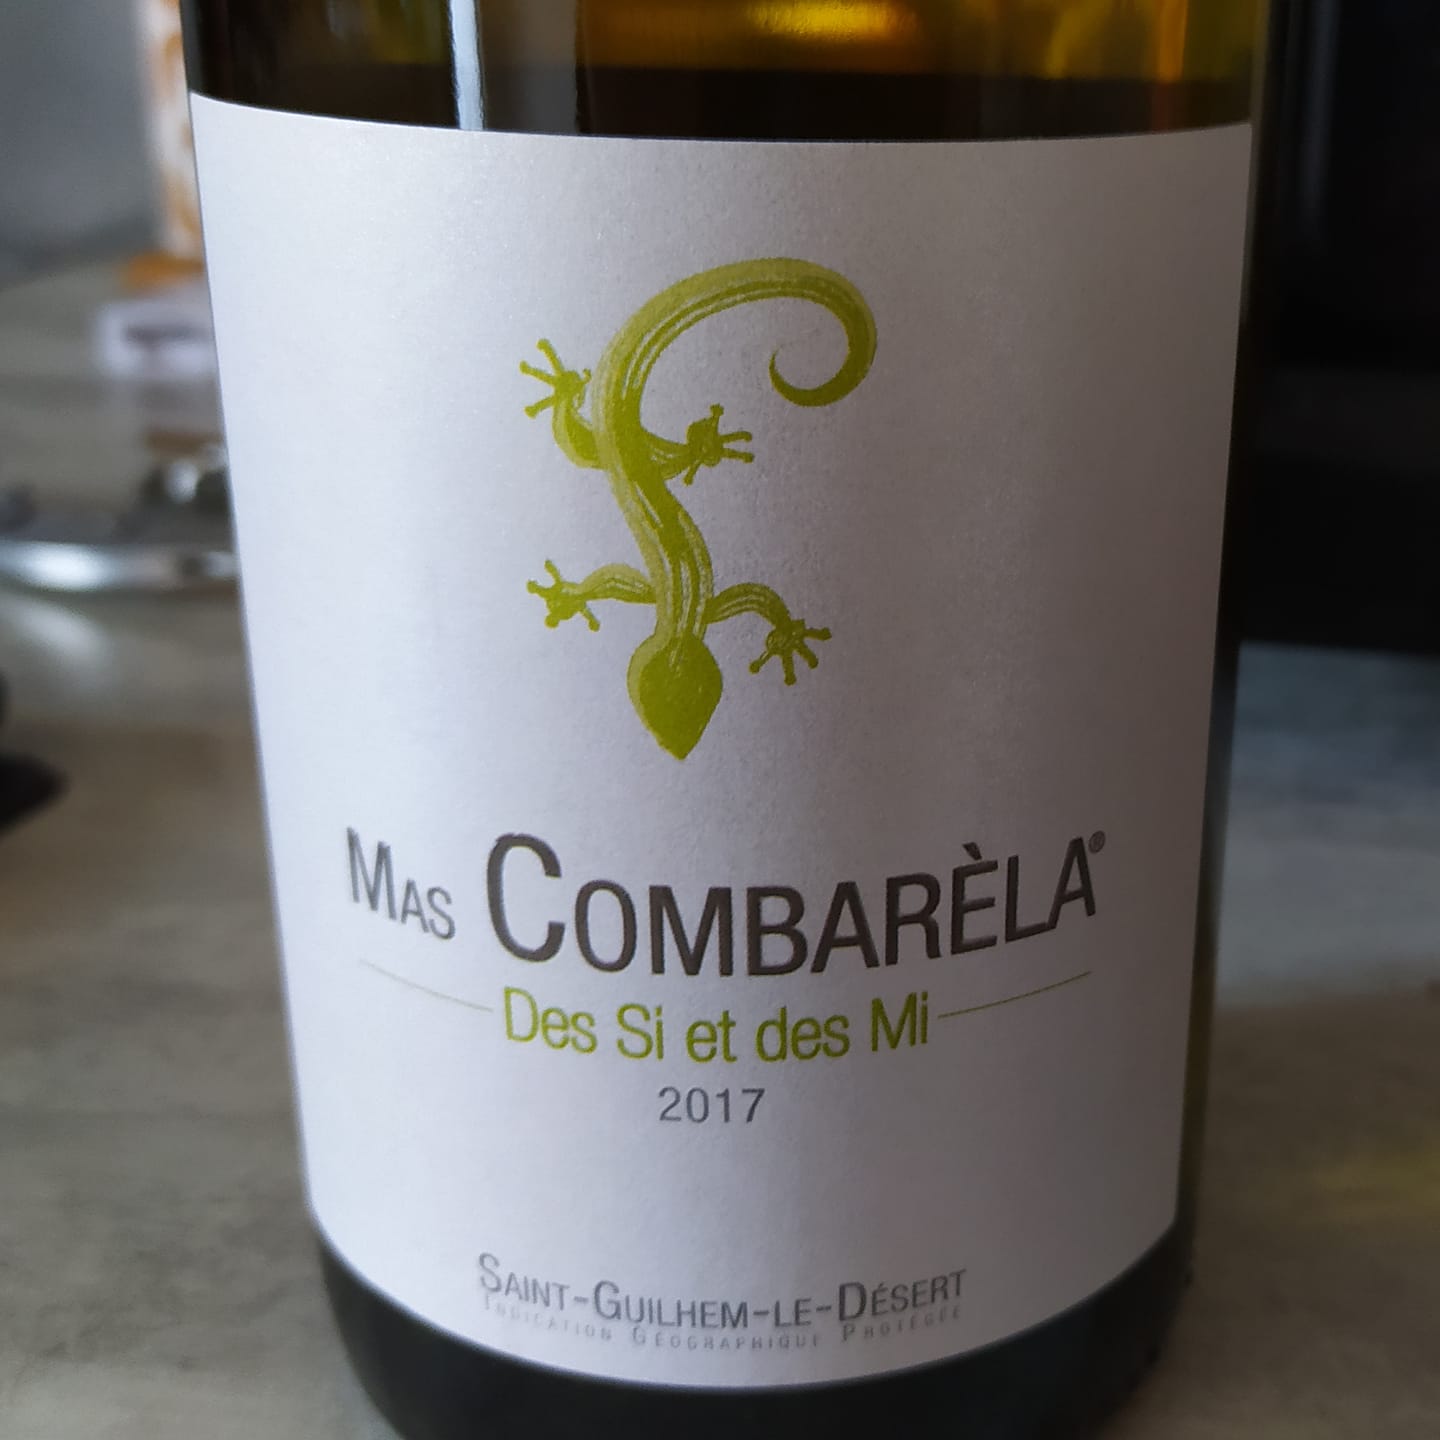 MAS COMBARÈLA®
Des Si et des Mi
2017
SAINT-GUILHEM-LE-DÉSERT
INDICATION GÉOGRAPHIQUE PROTÉGÉE